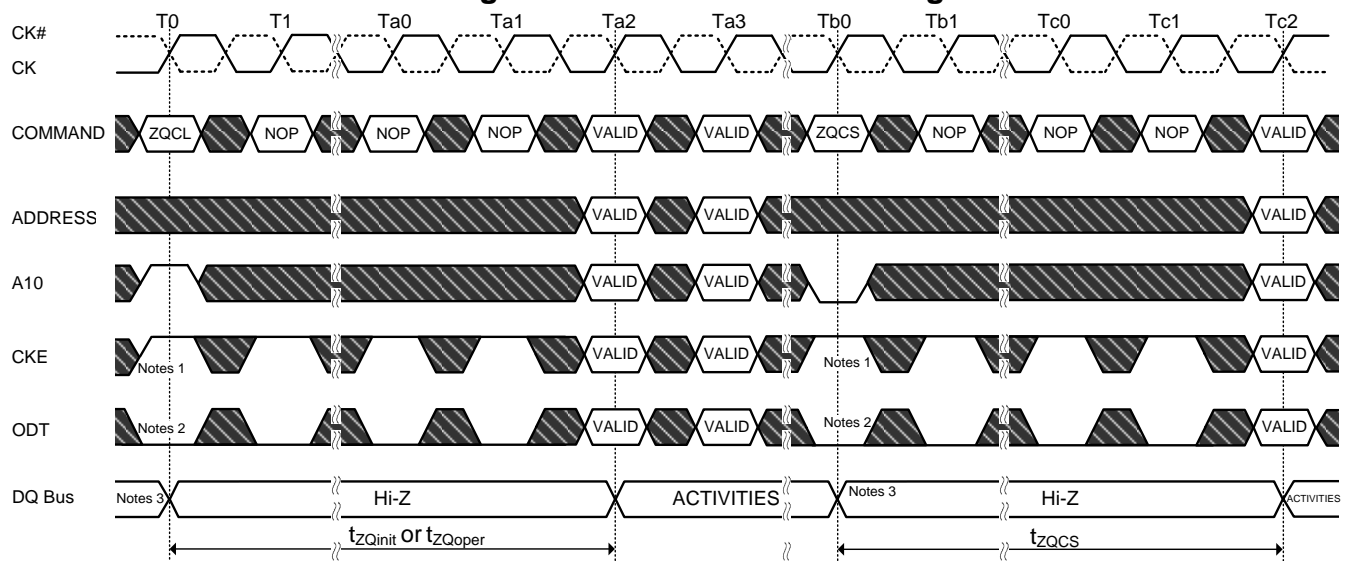 T0 T1 Ta0 Ta1 Ta2 Ta3 Tb0 Tb1 Tc0 Tc1 Tc2
CK#
CK
COMMAND ZQCL NOP NOP NOP VALID VALID ZQCS NOP NOP NOP VALID
ADDRESS VALID VALID VALID
A10 VALID VALID VALID
CKE Notes 1 VALID VALID Notes 1 VALID
ODT Notes 2 VALID VALID Notes 2 VALID
DQ Bus Notes 3 Hi-Z ACTIVITIES Notes 3 Hi-Z ACTIVITIES
tZQinit or tZQoper tZQCS